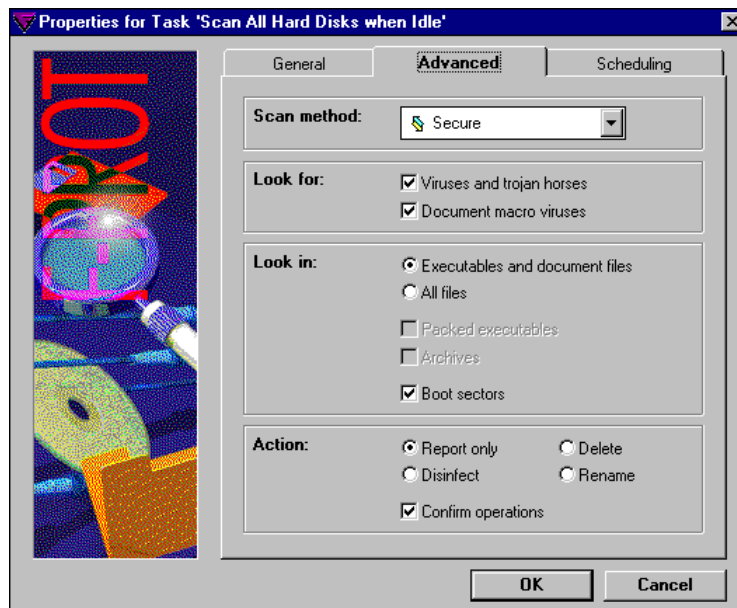 Properties for Task 'Scan All Hard Disks when Idle'
F-PROT
General
Advanced
Scheduling
Scan method:
Secure
Look for:
Viruses and trojan horses
Document macro viruses
Look in:
Executables and document files
All files
Packed executables
Archives
Boot sectors
Action:
Report only
Delete
Disinfect
Rename
Confirm operations
OK
Cancel